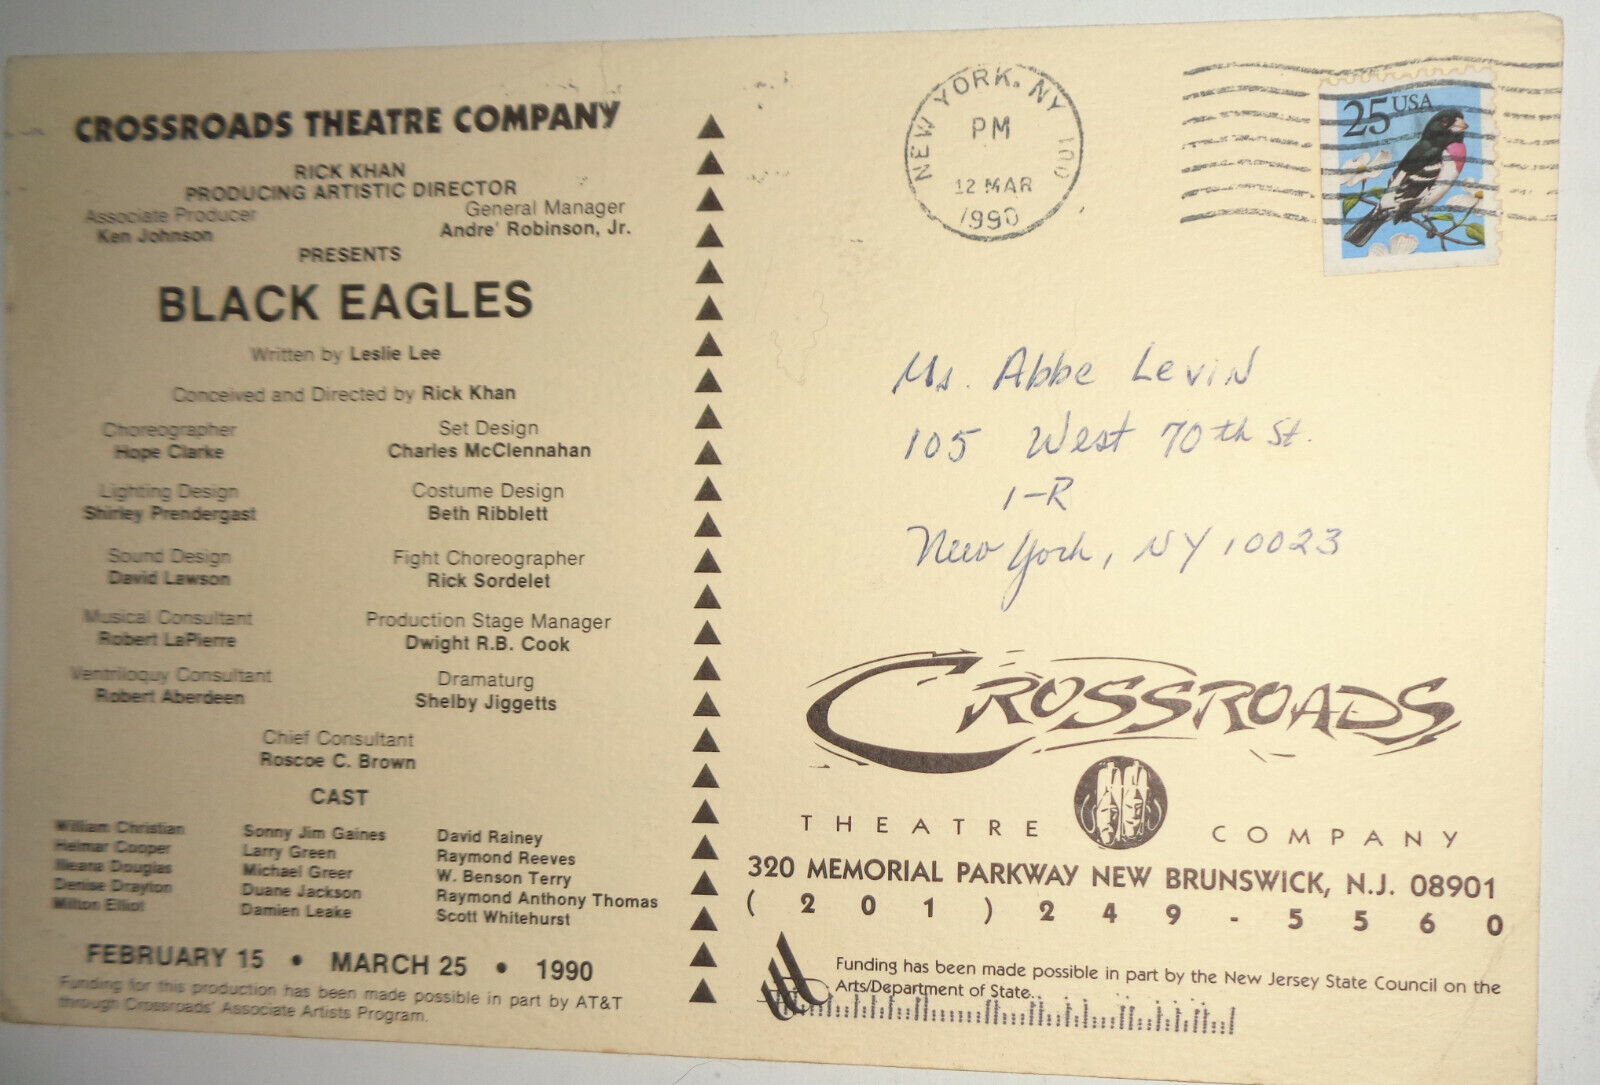 CROSSROADS THEATRE COMPANY
RICK KHAN
PRODUCING ARTISTIC DIRECTOR
Associate Producer General Manager
Ken Johnson Andre' Robinson, Jr.
PRESENTS
BLACK EAGLES
Written by Leslie Lee
Conceived and Directed by Rick Khan
Choreographer Set Design
Hope Clarke Charles McClennahan
Lighting Design Costume Design
Shirley Prendergast Beth Ribblett
Sound Design Fight Choreographer
David Lawson Rick Sordelet
Musical Consultant Production Stage Manager
Robert LaPierre Dwight R.B. Cook
Ventriloquy Consultant Dramaturg
Robert Aberdeen Shelby Jiggetts
Chief Consultant
Roscoe C. Brown
CAST
William Christian Sonny Jim Gaines David Rainey
Helmar Cooper Larry Green Raymond Reeves
Ileana Douglas Michael Greer W. Benson Terry
Denise Drayton Duane Jackson Raymond Anthony Thomas
Milton Elliot Damien Leake Scott Whitehurst
FEBRUARY 15 • MARCH 25 • 1990
Funding for this production has been made possible in part by AT&T
through Crossroads' Associate Artists Program.
NEW YORK, NY 100
PM
12 MAR
1990
25 USA
Ms. Abbe Levin
105 West 70th St.
1-R
New York, NY 10023
CROSSROADS
THEATRE COMPANY
320 MEMORIAL PARKWAY NEW BRUNSWICK, N.J. 08901
(201) 249-5560
Funding has been made possible in part by the New Jersey State Council on the
Arts/Department of State.